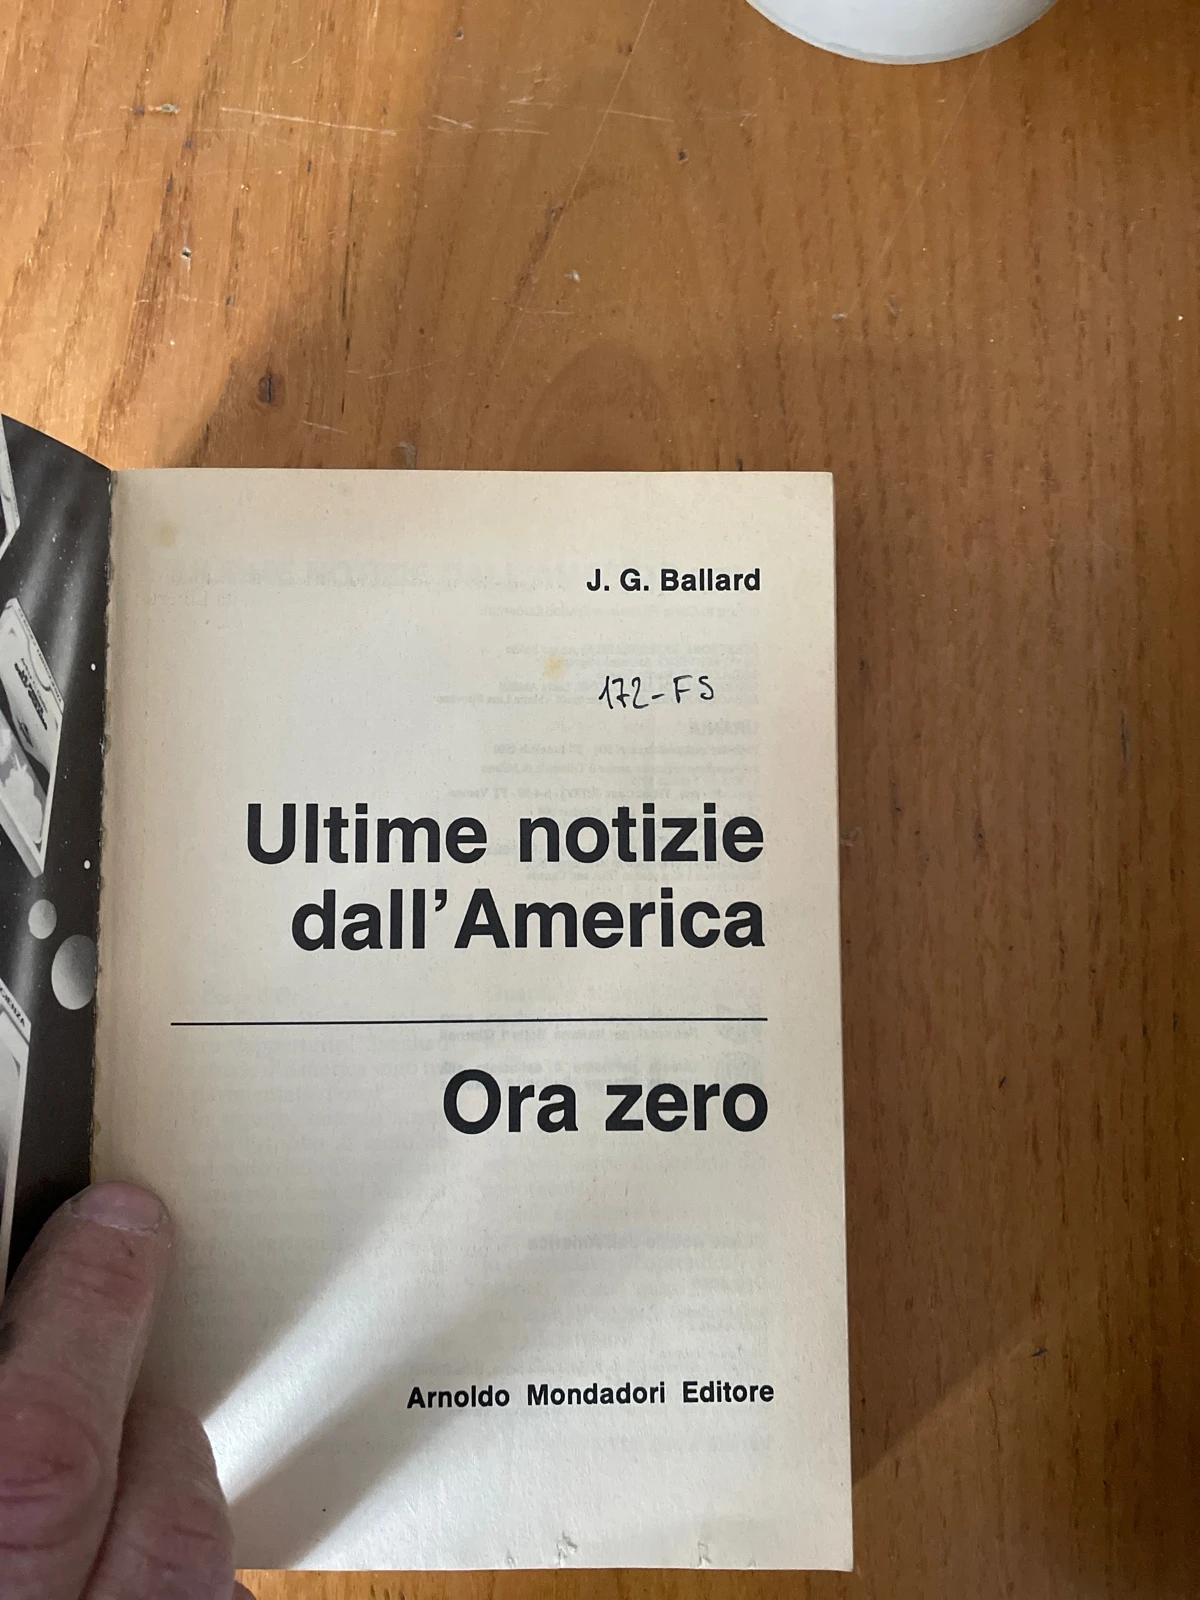 J. G. Ballard
172-FS
Ultime notizie
dall'America
Ora zero
Arnoldo Mondadori Editore